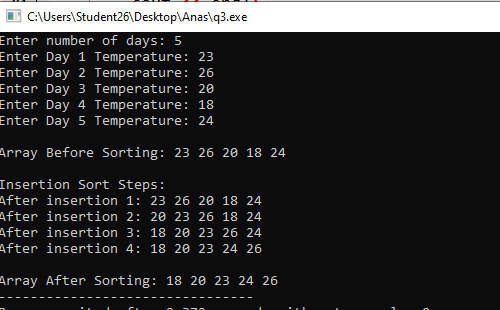 C:\Users\Student26\Desktop\Anas\q3.exe
Enter number of days: 5
Enter Day 1 Temperature: 23
Enter Day 2 Temperature: 26
Enter Day 3 Temperature: 20
Enter Day 4 Temperature: 18
Enter Day 5 Temperature: 24
Array Before Sorting: 23 26 20 18 24
Insertion Sort Steps:
After insertion 1: 23 26 20 18 24
After insertion 2: 20 23 26 18 24
After insertion 3: 18 20 23 26 24
After insertion 4: 18 20 23 24 26
Array After Sorting: 18 20 23 24 26
--------------------------------